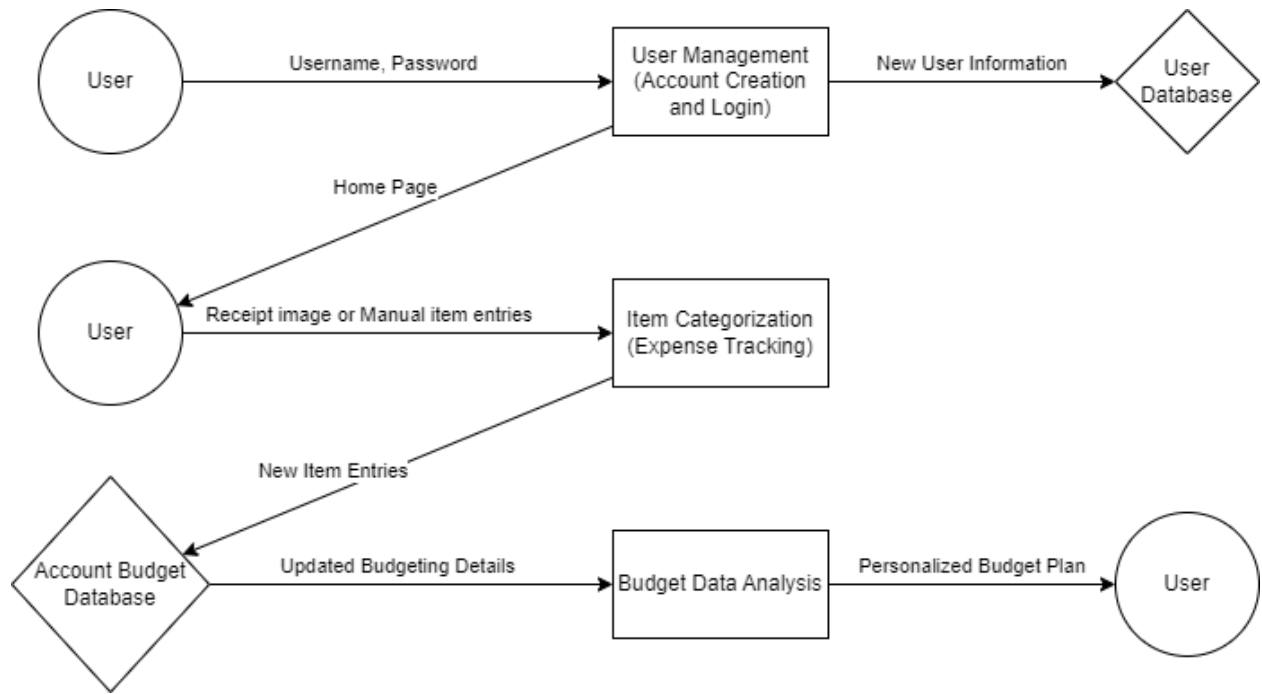 User
Username, Password
User Management
(Account Creation
and Login)
New User Information
User
Database
Home Page
User
Receipt image or Manual item entries
Item Categorization
(Expense Tracking)
New Item Entries
Account Budget
Database
Updated Budgeting Details
Budget Data Analysis
Personalized Budget Plan
User